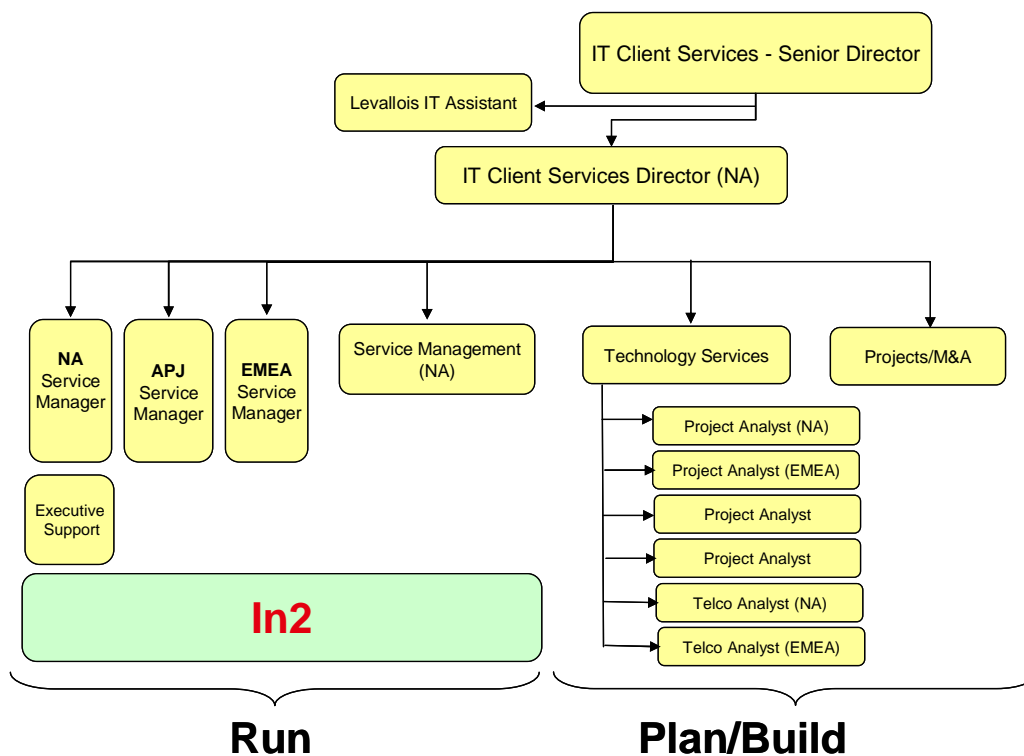 IT Client Services - Senior Director
Levallois IT Assistant
IT Client Services Director (NA)
NA
Service
Manager
APJ
Service
Manager
EMEA
Service
Manager
Service Management
(NA)
Technology Services
Projects/M&A
Project Analyst (NA)
Project Analyst (EMEA)
Project Analyst
Project Analyst
Telco Analyst (NA)
Telco Analyst (EMEA)
Executive
Support
In2
Run
Plan/Build